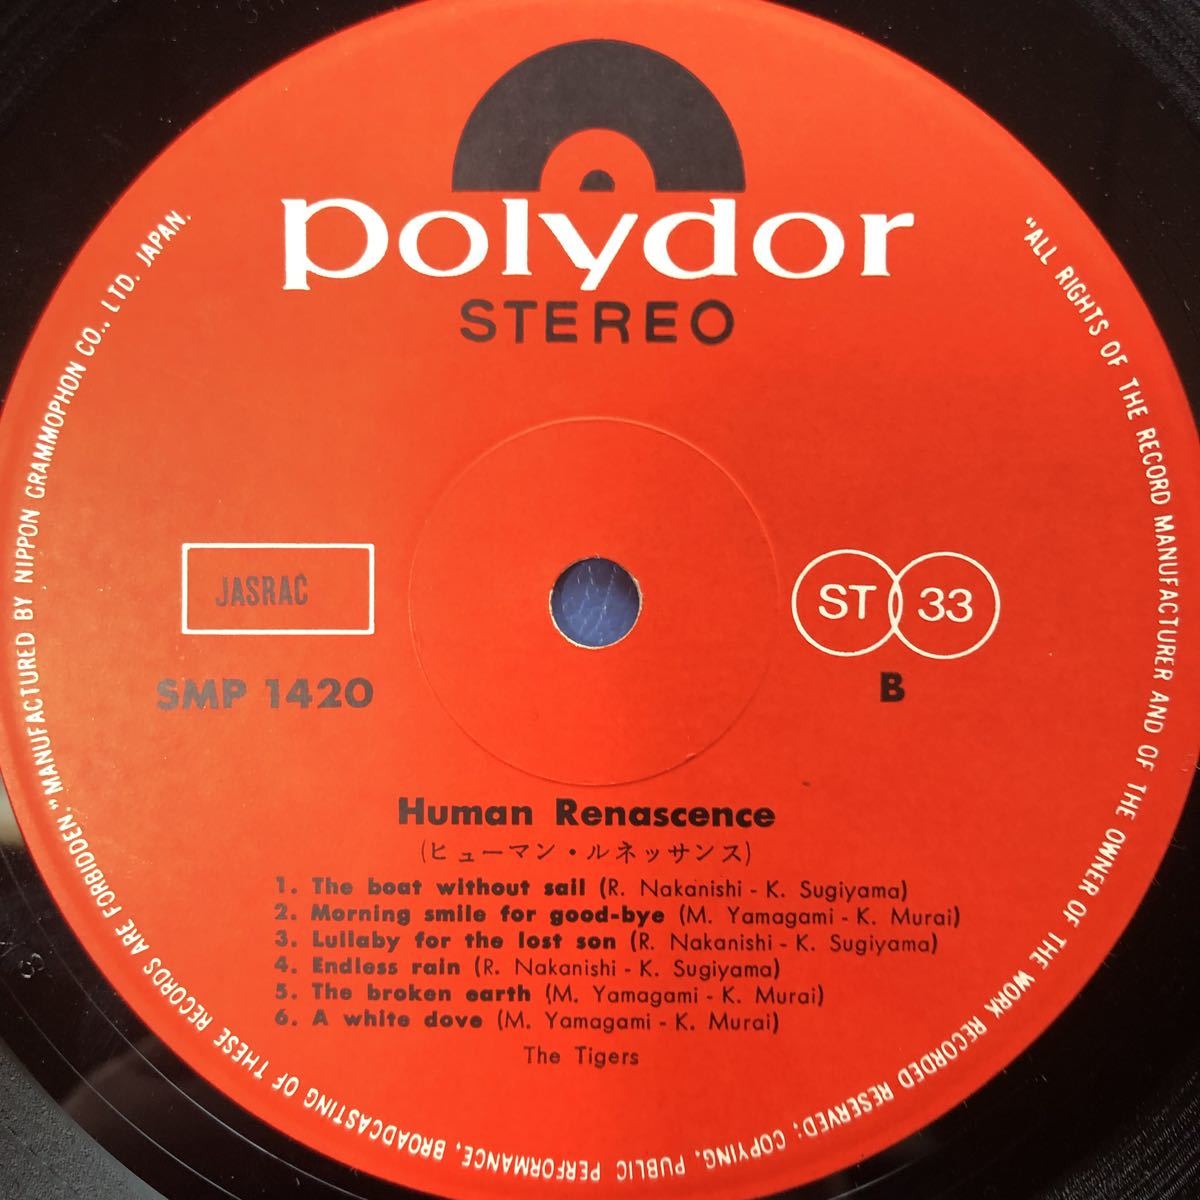 polydor
STEREO
"MANUFACTURED BY NIPPON GRAMMOPHON CO., LTD. JAPAN.
"ALL RIGHTS OF THE RECORD MANUFACTURER AND OF THE OWNER OF THE WORK RECORDED RESERVED; COPYING, PUBLIC PERFORMANCE, BROADCASTING OF THESE RECORDS ARE FORBIDDEN."
JASRAC
ST 33
SMP 1420
B
Human Renascence
(ヒューマン・ルネッサンス)
1. The boat without sail (R. Nakanishi - K. Sugiyama)
2. Morning smile for good-bye (M. Yamagami - K. Murai)
3. Lullaby for the lost son (R. Nakanishi - K. Sugiyama)
4. Endless rain (R. Nakanishi - K. Sugiyama)
5. The broken earth (M. Yamagami - K. Murai)
6. A white dove (M. Yamagami - K. Murai)
The Tigers